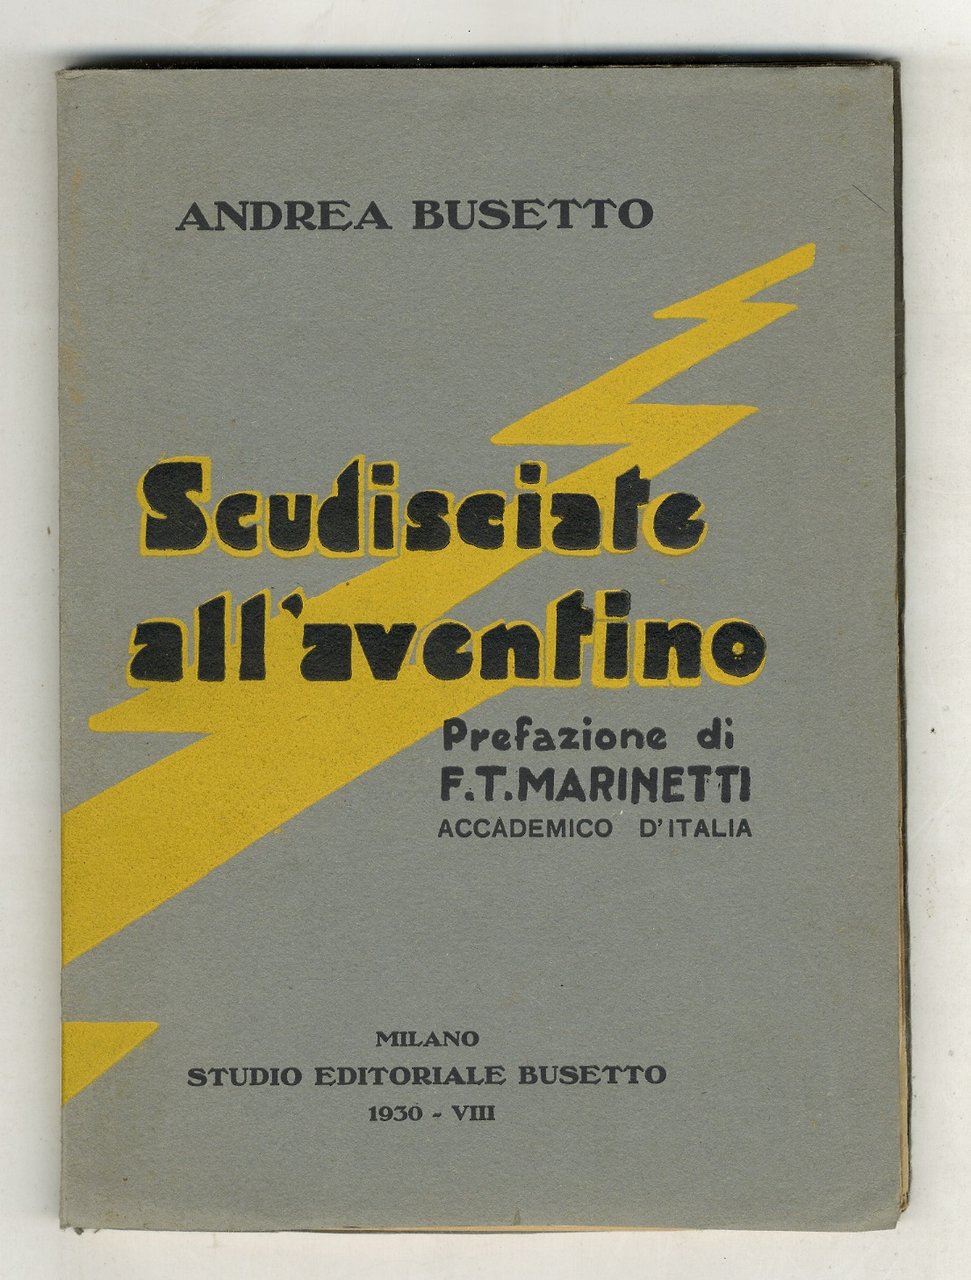 ANDREA BUSETTO
Scudisciate
all'aventino
Prefazione di
F.T. MARINETTI
ACCADEMICO D'ITALIA
MILANO
STUDIO EDITORIALE BUSETTO
1930 - VIII